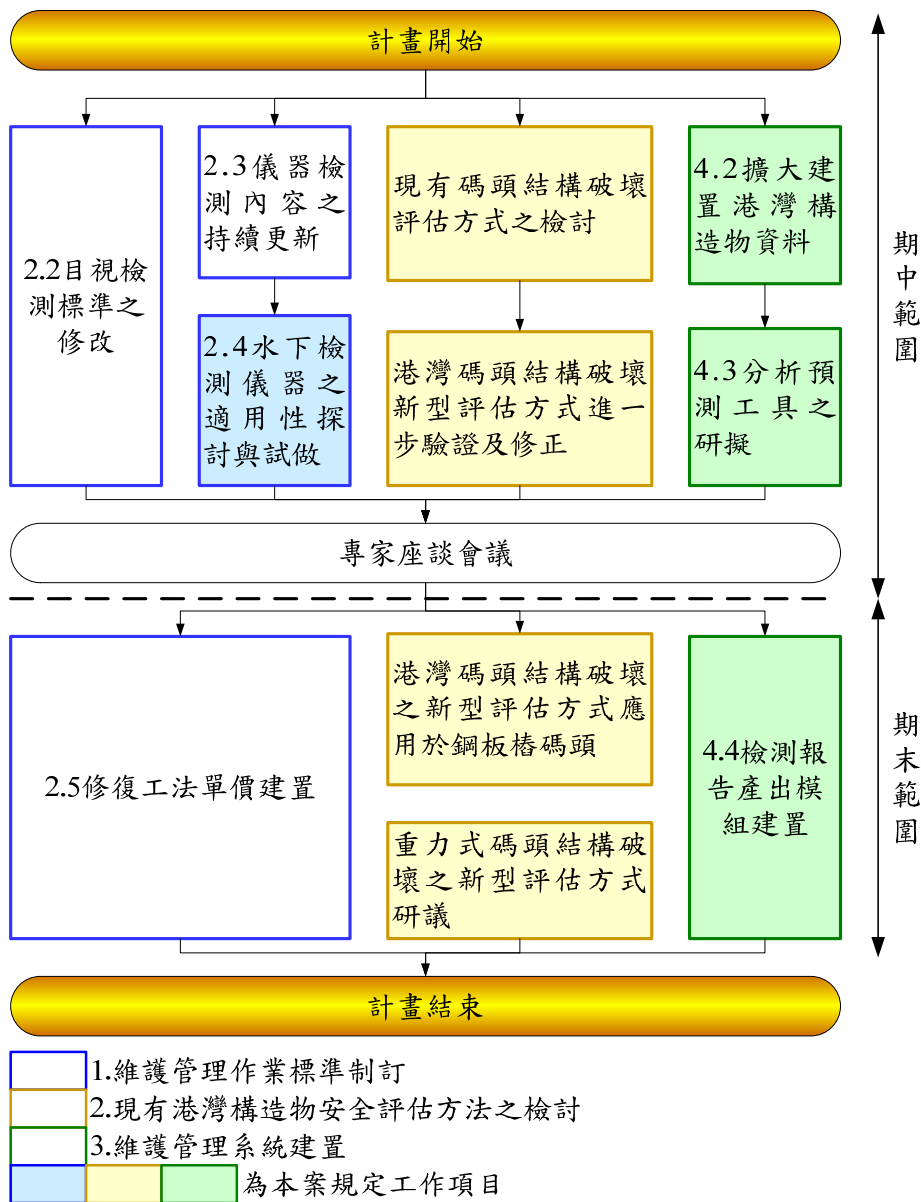 計畫開始
2.2目視檢
測標準之
修改
2.3儀器檢
測內容之
持續更新
2.4水下檢
測儀器之
適用性探
討與試做
現有碼頭結構破壞
評估方式之檢討
港灣碼頭結構破壞
新型評估方式進一
步驗證及修正
4.2擴大建
置港灣構
造物資料
4.3分析預
測工具之
研擬
期中範圍
專家座談會議
2.5修復工法單價建置
港灣碼頭結構破壞
之新型評估方式應
用於鋼板樁碼頭
重力式碼頭結構破
壞之新型評估方式
研議
4.4檢測報
告產出模
組建置
期末範圍
計畫結束
1.維護管理作業標準制訂
2.現有港灣構造物安全評估方法之檢討
3.維護管理系統建置
為本案規定工作項目